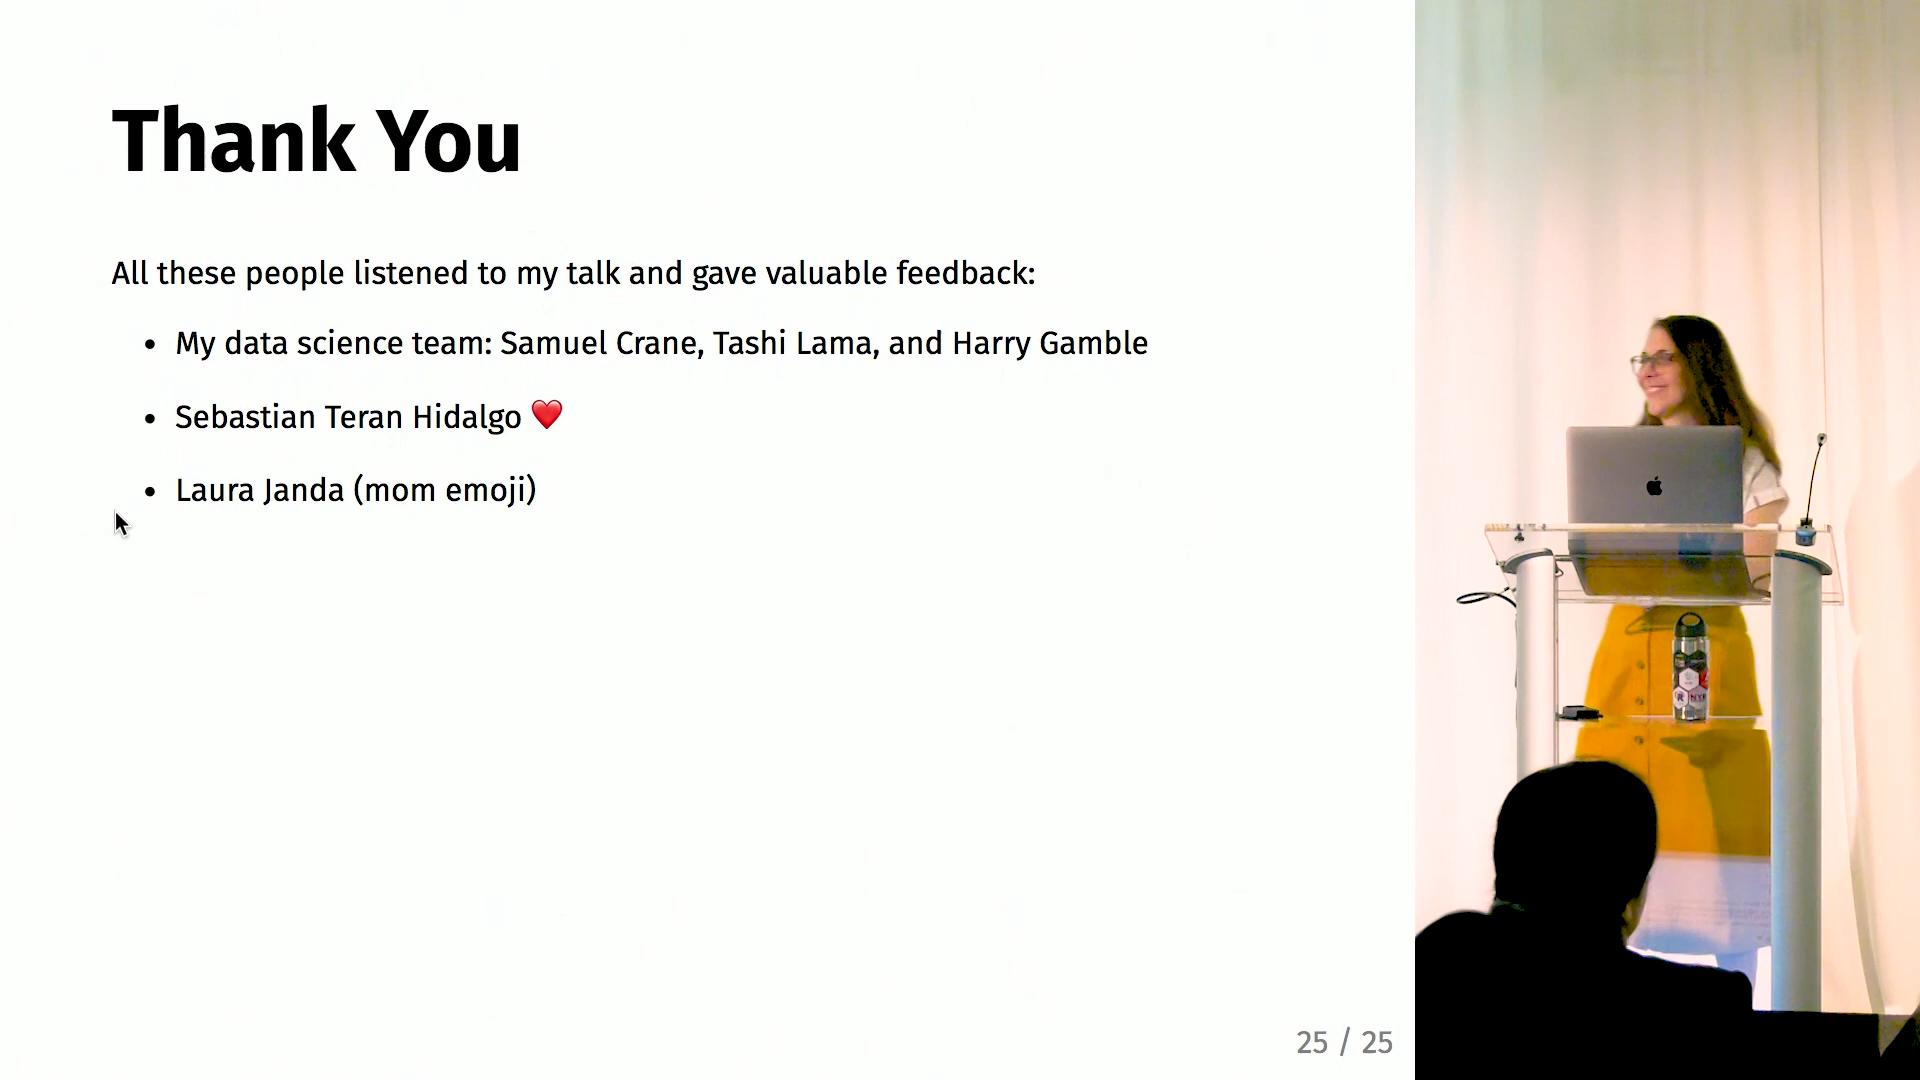 Thank You
All these people listened to my talk and gave valuable feedback:
• My data science team: Samuel Crane, Tashi Lama, and Harry Gamble
• Sebastian Teran Hidalgo ❤️
• Laura Janda (mom emoji)
25 / 25